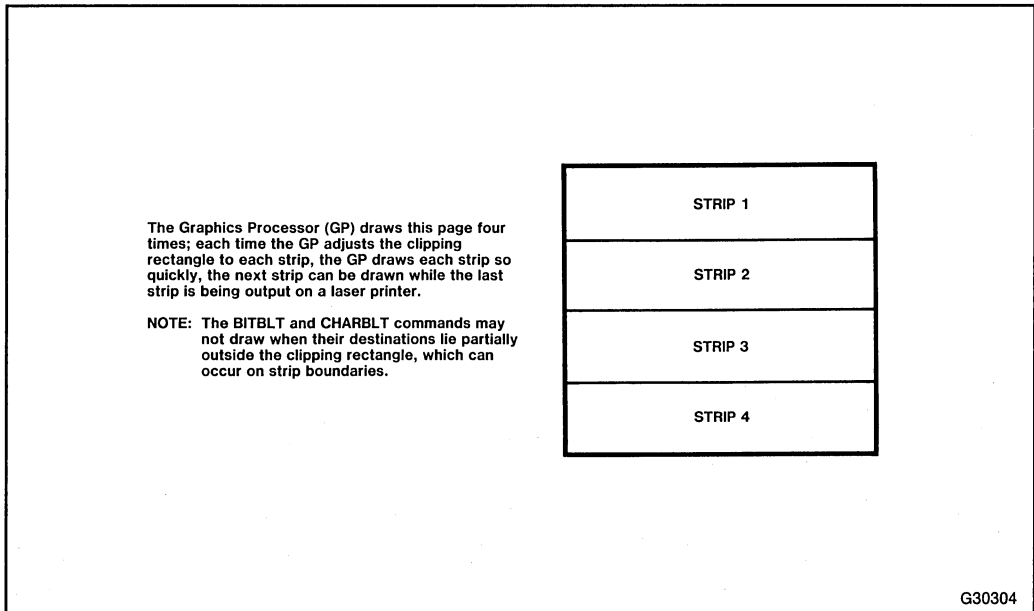 The Graphics Processor (GP) draws this page four
times; each time the GP adjusts the clipping
rectangle to each strip, the GP draws each strip so
quickly, the next strip can be drawn while the last
strip is being output on a laser printer.
NOTE: The BITBLT and CHARBLT commands may
not draw when their destinations lie partially
outside the clipping rectangle, which can
occur on strip boundaries.
STRIP 1
STRIP 2
STRIP 3
STRIP 4
G30304